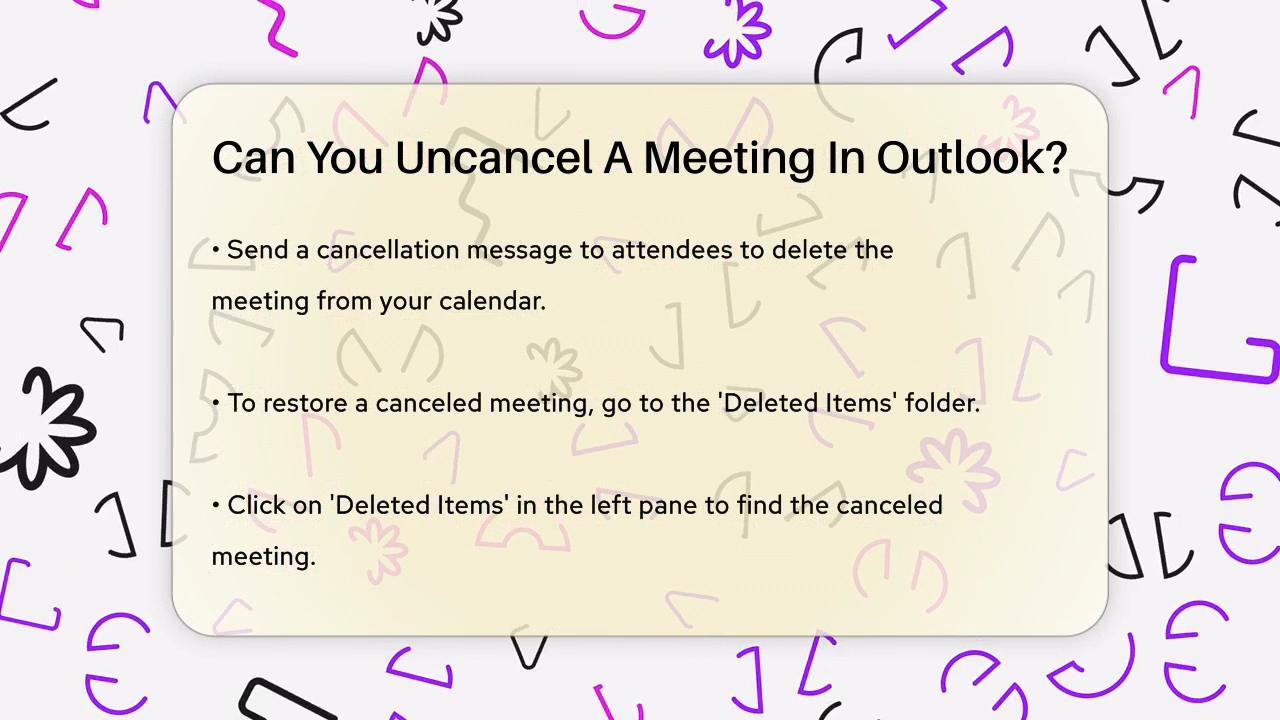 Can You Uncancel A Meeting In Outlook?
• Send a cancellation message to attendees to delete the
meeting from your calendar.
• To restore a canceled meeting, go to the 'Deleted Items' folder.
• Click on 'Deleted Items' in the left pane to find the canceled
meeting.